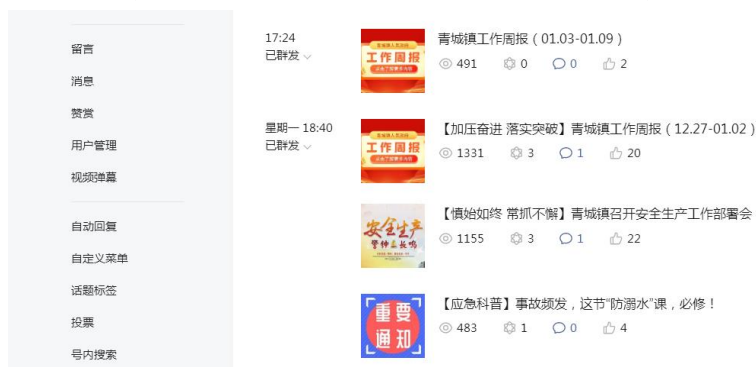 留言
消息
赞赏
用户管理
视频弹幕
自动回复
自定义菜单
话题标签
投票
号内搜索
17:24
已群发
工作周报
青城镇工作周报（01.03-01.09）
491 0 0 2
星期一 18:40
已群发
工作周报
【加压奋进 落实突破】青城镇工作周报（12.27-01.02）
1331 3 1 20
安全生产
警钟长鸣
【慎始如终 常抓不懈】青城镇召开安全生产工作部署会
1155 3 1 22
重要
通知
【应急科普】事故频发，这节“防溺水”课，必修！
483 1 0 4